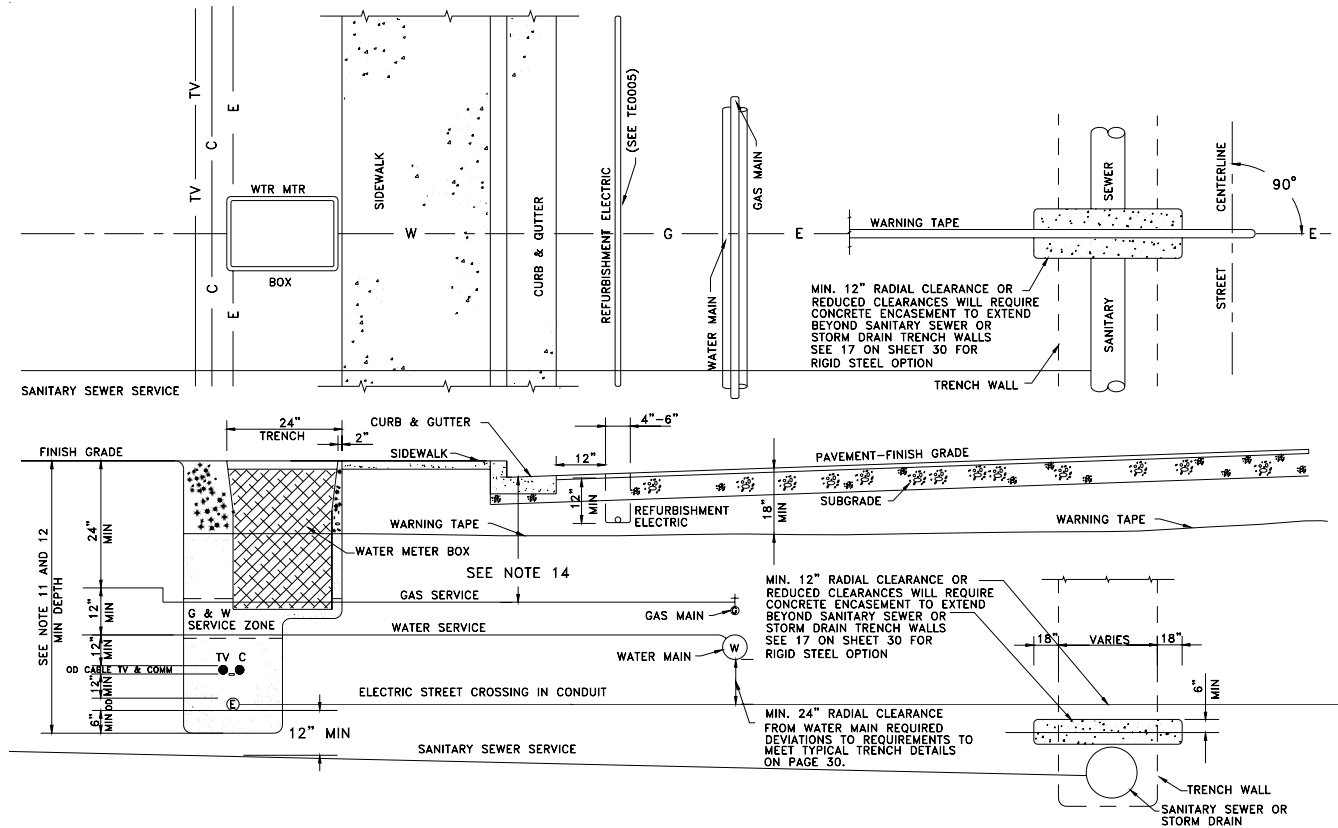 TV
TV
C
C
E
E
WTR MTR
BOX
SIDEWALK
W
CURB & GUTTER
REFURBISHMENT ELECTRIC
(SEE TE0005)
G
WATER MAIN
GAS MAIN
E
WARNING TAPE
SEWER
SANITARY
CENTERLINE
STREET
90°
E
MIN. 12" RADIAL CLEARANCE OR
REDUCED CLEARANCES WILL REQUIRE
CONCRETE ENCASEMENT TO EXTEND
BEYOND SANITARY SEWER OR
STORM DRAIN TRENCH WALLS
SEE 17 ON SHEET 30 FOR
RIGID STEEL OPTION
TRENCH WALL
SANITARY SEWER SERVICE
24"
TRENCH
2"
CURB & GUTTER
4"-6"
FINISH GRADE
SIDEWALK
12"
PAVEMENT-FINISH GRADE
SUBGRADE
12"
MIN
REFURBISHMENT
ELECTRIC
18"
MIN
WARNING TAPE
WARNING TAPE
WATER METER BOX
SEE NOTE 14
SEE NOTE 11 AND 12
MIN DEPTH
24"
MIN
12"
MIN
12"
MIN
12"
MIN
OD
6"
MIN
G & W
SERVICE ZONE
GAS SERVICE
GAS MAIN
G
WATER SERVICE
WATER MAIN
W
TV C
OD CABLE TV & COMM
E
ELECTRIC STREET CROSSING IN CONDUIT
12" MIN
SANITARY SEWER SERVICE
MIN. 12" RADIAL CLEARANCE OR
REDUCED CLEARANCES WILL REQUIRE
CONCRETE ENCASEMENT TO EXTEND
BEYOND SANITARY SEWER OR
STORM DRAIN TRENCH WALLS
SEE 17 ON SHEET 30 FOR
RIGID STEEL OPTION
18"
VARIES
18"
6"
MIN
MIN. 24" RADIAL CLEARANCE
FROM WATER MAIN REQUIRED
DEVIATIONS TO REQUIREMENTS TO
MEET TYPICAL TRENCH DETAILS
ON PAGE 30.
TRENCH WALL
SANITARY SEWER OR
STORM DRAIN